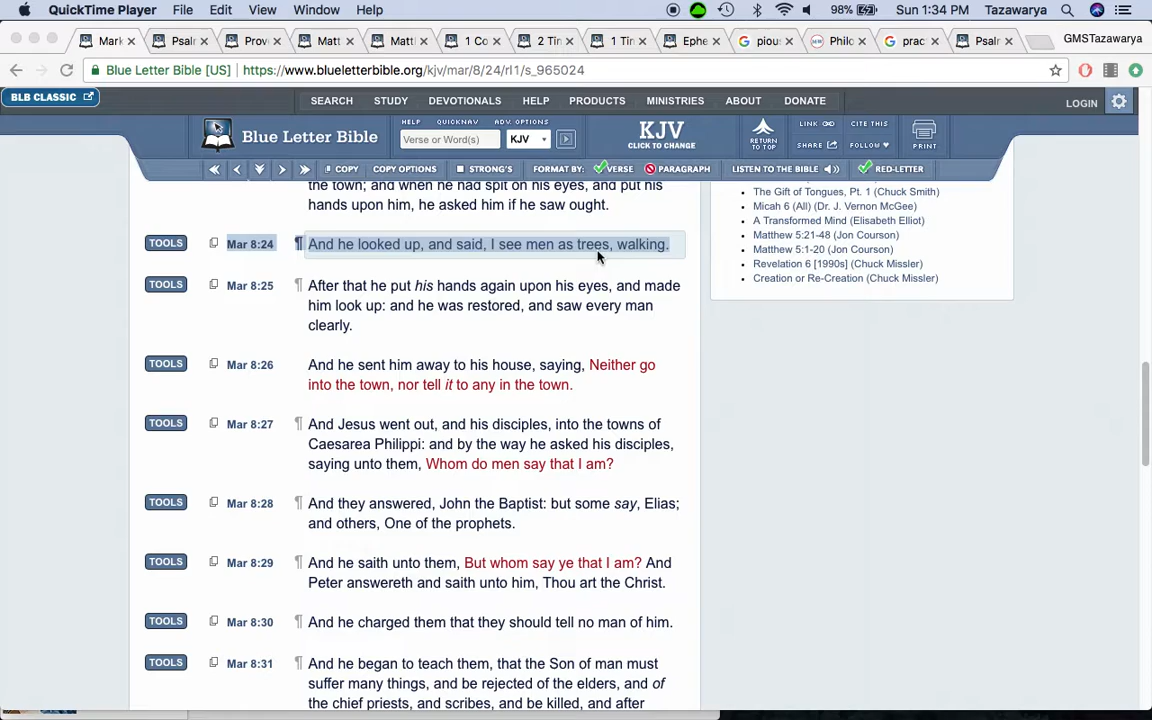 QuickTime Player File Edit View Window Help 98% Sun 1:34 PM Tazawarya
Mark Psalr Prove Matt Matt 1 Co 2 Tin 1 Tin Ephe piou: Philo prac Psalr GMSTazawarya
Blue Letter Bible [US] https://www.blueletterbible.org/kjv/mar/8/24/rl1/s_965024
BLB CLASSIC SEARCH STUDY DEVOTIONALS HELP PRODUCTS MINISTRIES ABOUT DONATE LOGIN
HELP QUICKNAV ADV. OPTIONS
Blue Letter Bible Verse or Word(s) KJV
KJV
CLICK TO CHANGE
RETURN TO TOP
LINK CITE THIS
SHARE FOLLOW PRINT
COPY COPY OPTIONS STRONG'S FORMAT BY: VERSE PARAGRAPH LISTEN TO THE BIBLE RED-LETTER
the town; and when he had spit on his eyes, and put his
hands upon him, he asked him if he saw ought.
TOOLS Mar 8:24 ¶ And he looked up, and said, I see men as trees, walking.
TOOLS Mar 8:25 ¶ After that he put his hands again upon his eyes, and made
him look up: and he was restored, and saw every man
clearly.
TOOLS Mar 8:26 And he sent him away to his house, saying, Neither go
into the town, nor tell it to any in the town.
TOOLS Mar 8:27 ¶ And Jesus went out, and his disciples, into the towns of
Caesarea Philippi: and by the way he asked his disciples,
saying unto them, Whom do men say that I am?
TOOLS Mar 8:28 ¶ And they answered, John the Baptist: but some say, Elias;
and others, One of the prophets.
TOOLS Mar 8:29 ¶ And he saith unto them, But whom say ye that I am? And
Peter answereth and saith unto him, Thou art the Christ.
TOOLS Mar 8:30 ¶ And he charged them that they should tell no man of him.
TOOLS Mar 8:31 ¶ And he began to teach them, that the Son of man must
suffer many things, and be rejected of the elders, and of
the chief priests, and scribes, and be killed, and after
The Gift of Tongues, Pt. 1 (Chuck Smith)
Micah 6 (All) (Dr. J. Vernon McGee)
A Transformed Mind (Elisabeth Elliot)
Matthew 5:21-48 (Jon Courson)
Matthew 5:1-20 (Jon Courson)
Revelation 6 [1990s] (Chuck Missler)
Creation or Re-Creation (Chuck Missler)